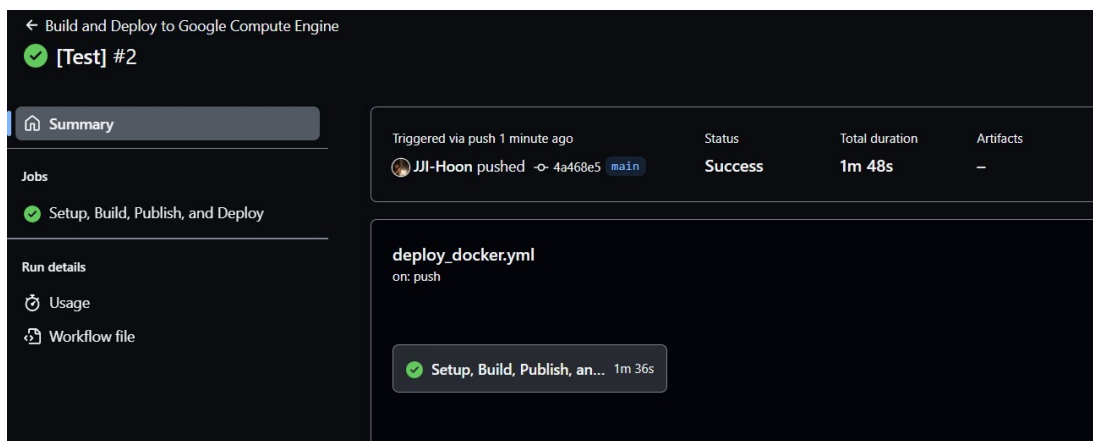 ← Build and Deploy to Google Compute Engine
[Test] #2
Summary
Jobs
Setup, Build, Publish, and Deploy
Run details
Usage
Workflow file
Triggered via push 1 minute ago
JJI-Hoon pushed 4a468e5 main
Status
Success
Total duration
1m 48s
Artifacts
–
deploy_docker.yml
on: push
Setup, Build, Publish, an... 1m 36s